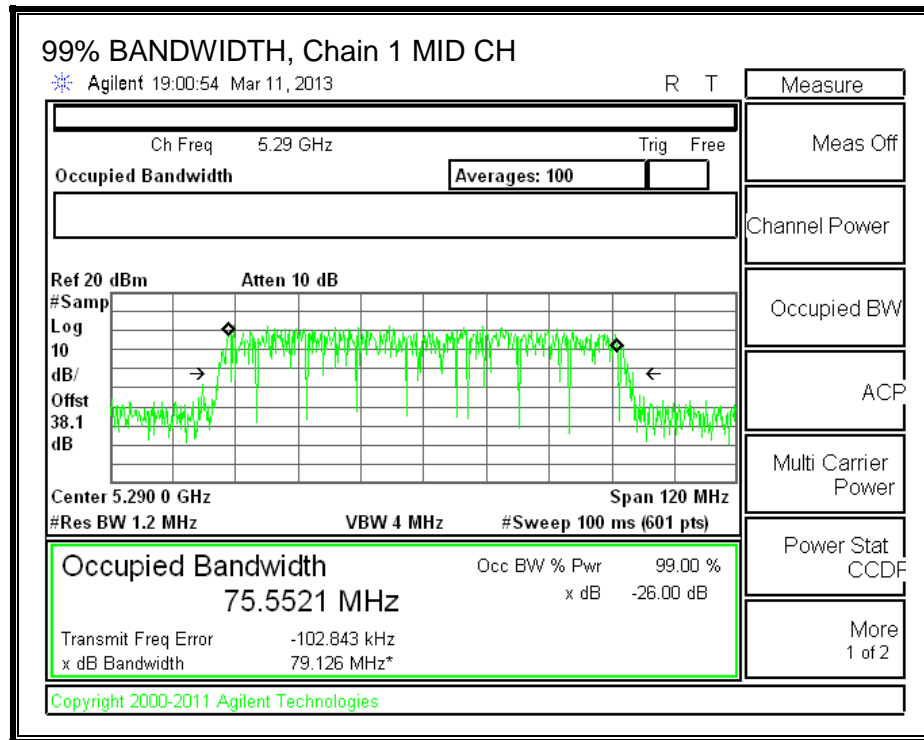 99% BANDWIDTH, Chain 1 MID CH
Agilent 19:00:54 Mar 11, 2013 R T
Ch Freq 5.29 GHz Trig Free
Occupied Bandwidth Averages: 100
Ref 20 dBm Atten 10 dB
#Samp
Log
10
dB/
Offst
38.1
dB
Center 5.290 0 GHz Span 120 MHz
#Res BW 1.2 MHz VBW 4 MHz #Sweep 100 ms (601 pts)
Occupied Bandwidth Occ BW % Pwr 99.00 %
75.5521 MHz x dB -26.00 dB
Transmit Freq Error -102.843 kHz
x dB Bandwidth 79.126 MHz*
Copyright 2000-2011 Agilent Technologies
Measure
Meas Off
Channel Power
Occupied BW
ACP
Multi Carrier
Power
Power Stat
CCDF
More
1 of 2